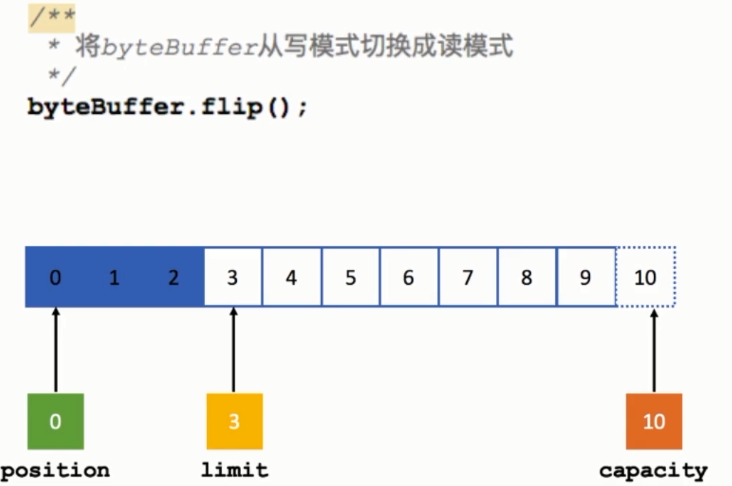 /**
* 将byteBuffer从写模式切换成读模式
*/
byteBuffer.flip();
0 1 2 3 4 5 6 7 8 9 10
0 3 10
position limit capacity